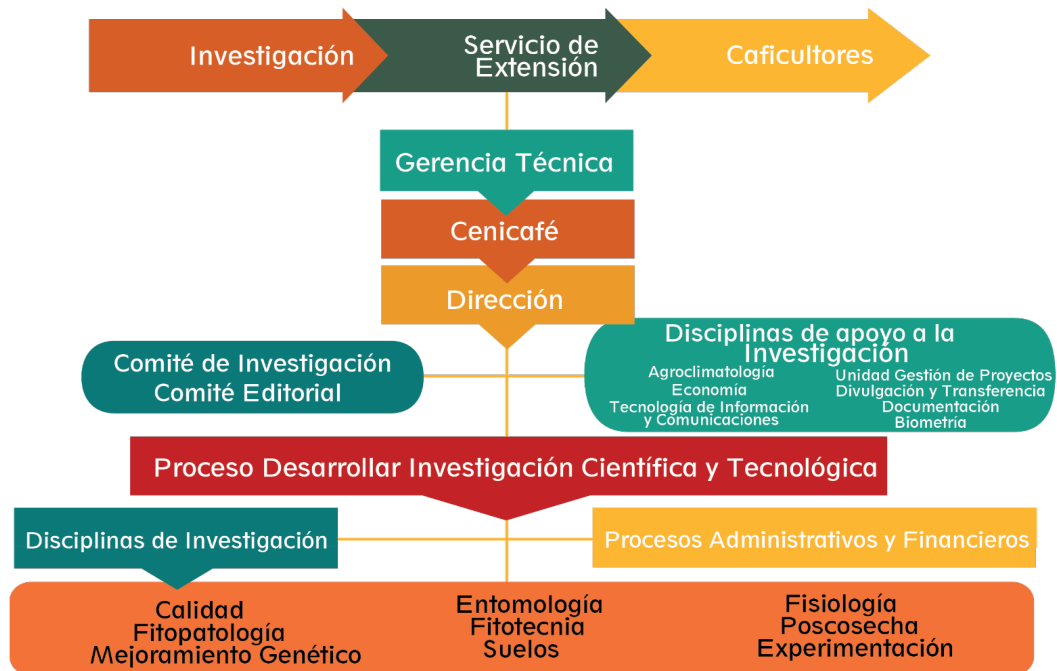 Investigación
Servicio de
Extensión
Caficultores
Gerencia Técnica
Cenicafé
Dirección
Comité de Investigación
Comité Editorial
Disciplinas de apoyo a la
Investigación
Agroclimatología
Economía
Tecnología de Información
y Comunicaciones
Unidad Gestión de Proyectos
Divulgación y Transferencia
Documentación
Biometría
Proceso Desarrollar Investigación Científica y Tecnológica
Disciplinas de Investigación
Procesos Administrativos y Financieros
Calidad
Fitopatología
Mejoramiento Genético
Entomología
Fitotecnia
Suelos
Fisiología
Poscosecha
Experimentación